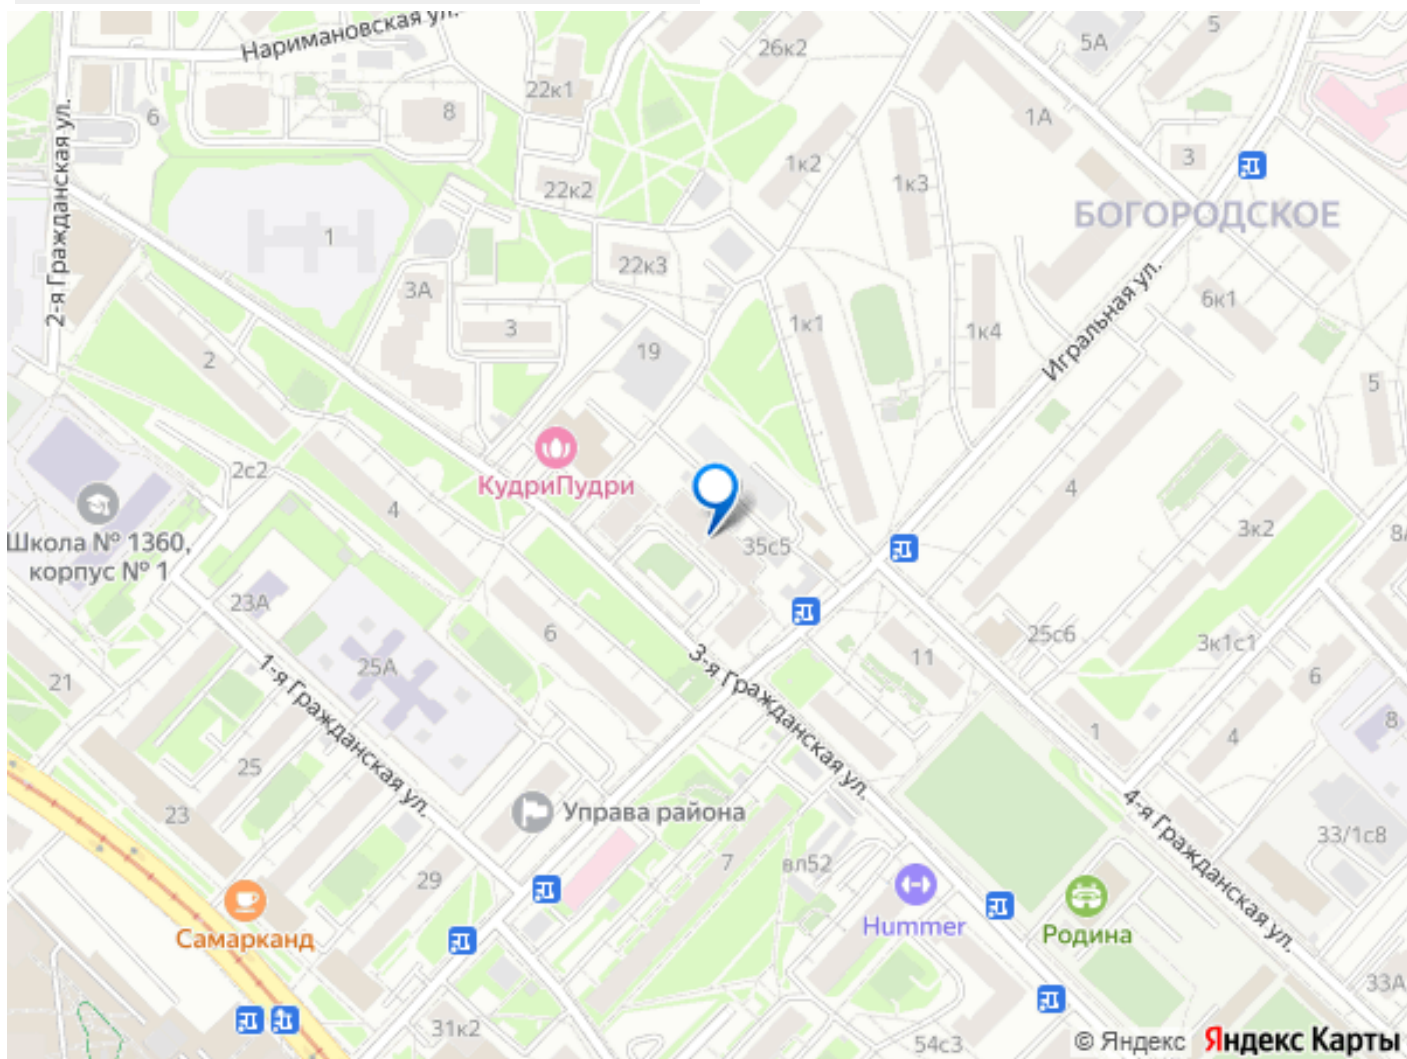 Наримановская ул.
26к2
5А
5
22к1
6
8
1А
2-я Гражданская ул.
1к2
1к3
3
22к2
БОГОРОДСКОЕ
1
22к3
3А
6к1
Игральная ул.
1к1
1к4
3
19
2
5
2с2
КудриПудри
4
4
Школа № 1360,
корпус № 1
35с5
3к2
23А
6
25с6
3к1с1
11
3-я Гражданская ул.
25А
1-я Гражданская ул.
21
6
8
1
4
25
23
Управа района
4-я Гражданская ул.
33/1с8
7
вл52
29
Самарканд
Hummer
Родина
33А
31к2
54с3
© Яндекс Яндекс Карты